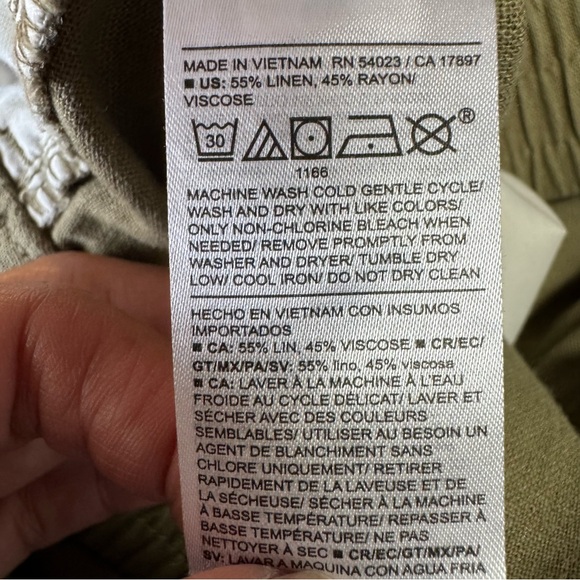 MADE IN VIETNAM RN 54023 / CA 17897
■ US: 55% LINEN, 45% RAYON/
VISCOSE
30
®
1166
MACHINE WASH COLD GENTLE CYCLE/
WASH AND DRY WITH LIKE COLORS/
ONLY NON-CHLORINE BLEACH WHEN
NEEDED/ REMOVE PROMPTLY FROM
WASHER AND DRYER/ TUMBLE DRY
LOW/ COOL IRON/ DO NOT DRY CLEAN
HECHO EN VIETNAM CON INSUMOS
IMPORTADOS
■ CA: 55% LIN, 45% VISCOSE ■ CR/EC/
GT/MX/PA/SV: 55% lino, 45% viscosa
■ CA: LAVER À LA MACHINE À L'EAU
FROIDE AU CYCLE DÉLICAT/ LAVER ET
SÉCHER AVEC DES COULEURS
SEMBLABLES/ UTILISER AU BESOIN UN
AGENT DE BLANCHIMENT SANS
CHLORE UNIQUEMENT/ RETIRER
RAPIDEMENT DE LA LAVEUSE ET DE
LA SÉCHEUSE/ SÉCHER À LA MACHINE
À BASSE TEMPÉRATURE/ REPASSER À
BASSE TEMPÉRATURE/ NE PAS
NETTOYER À SEC ■ CR/EC/GT/MX/PA/
SV: LAVAR A MAQUINA CON AGUA FRIA